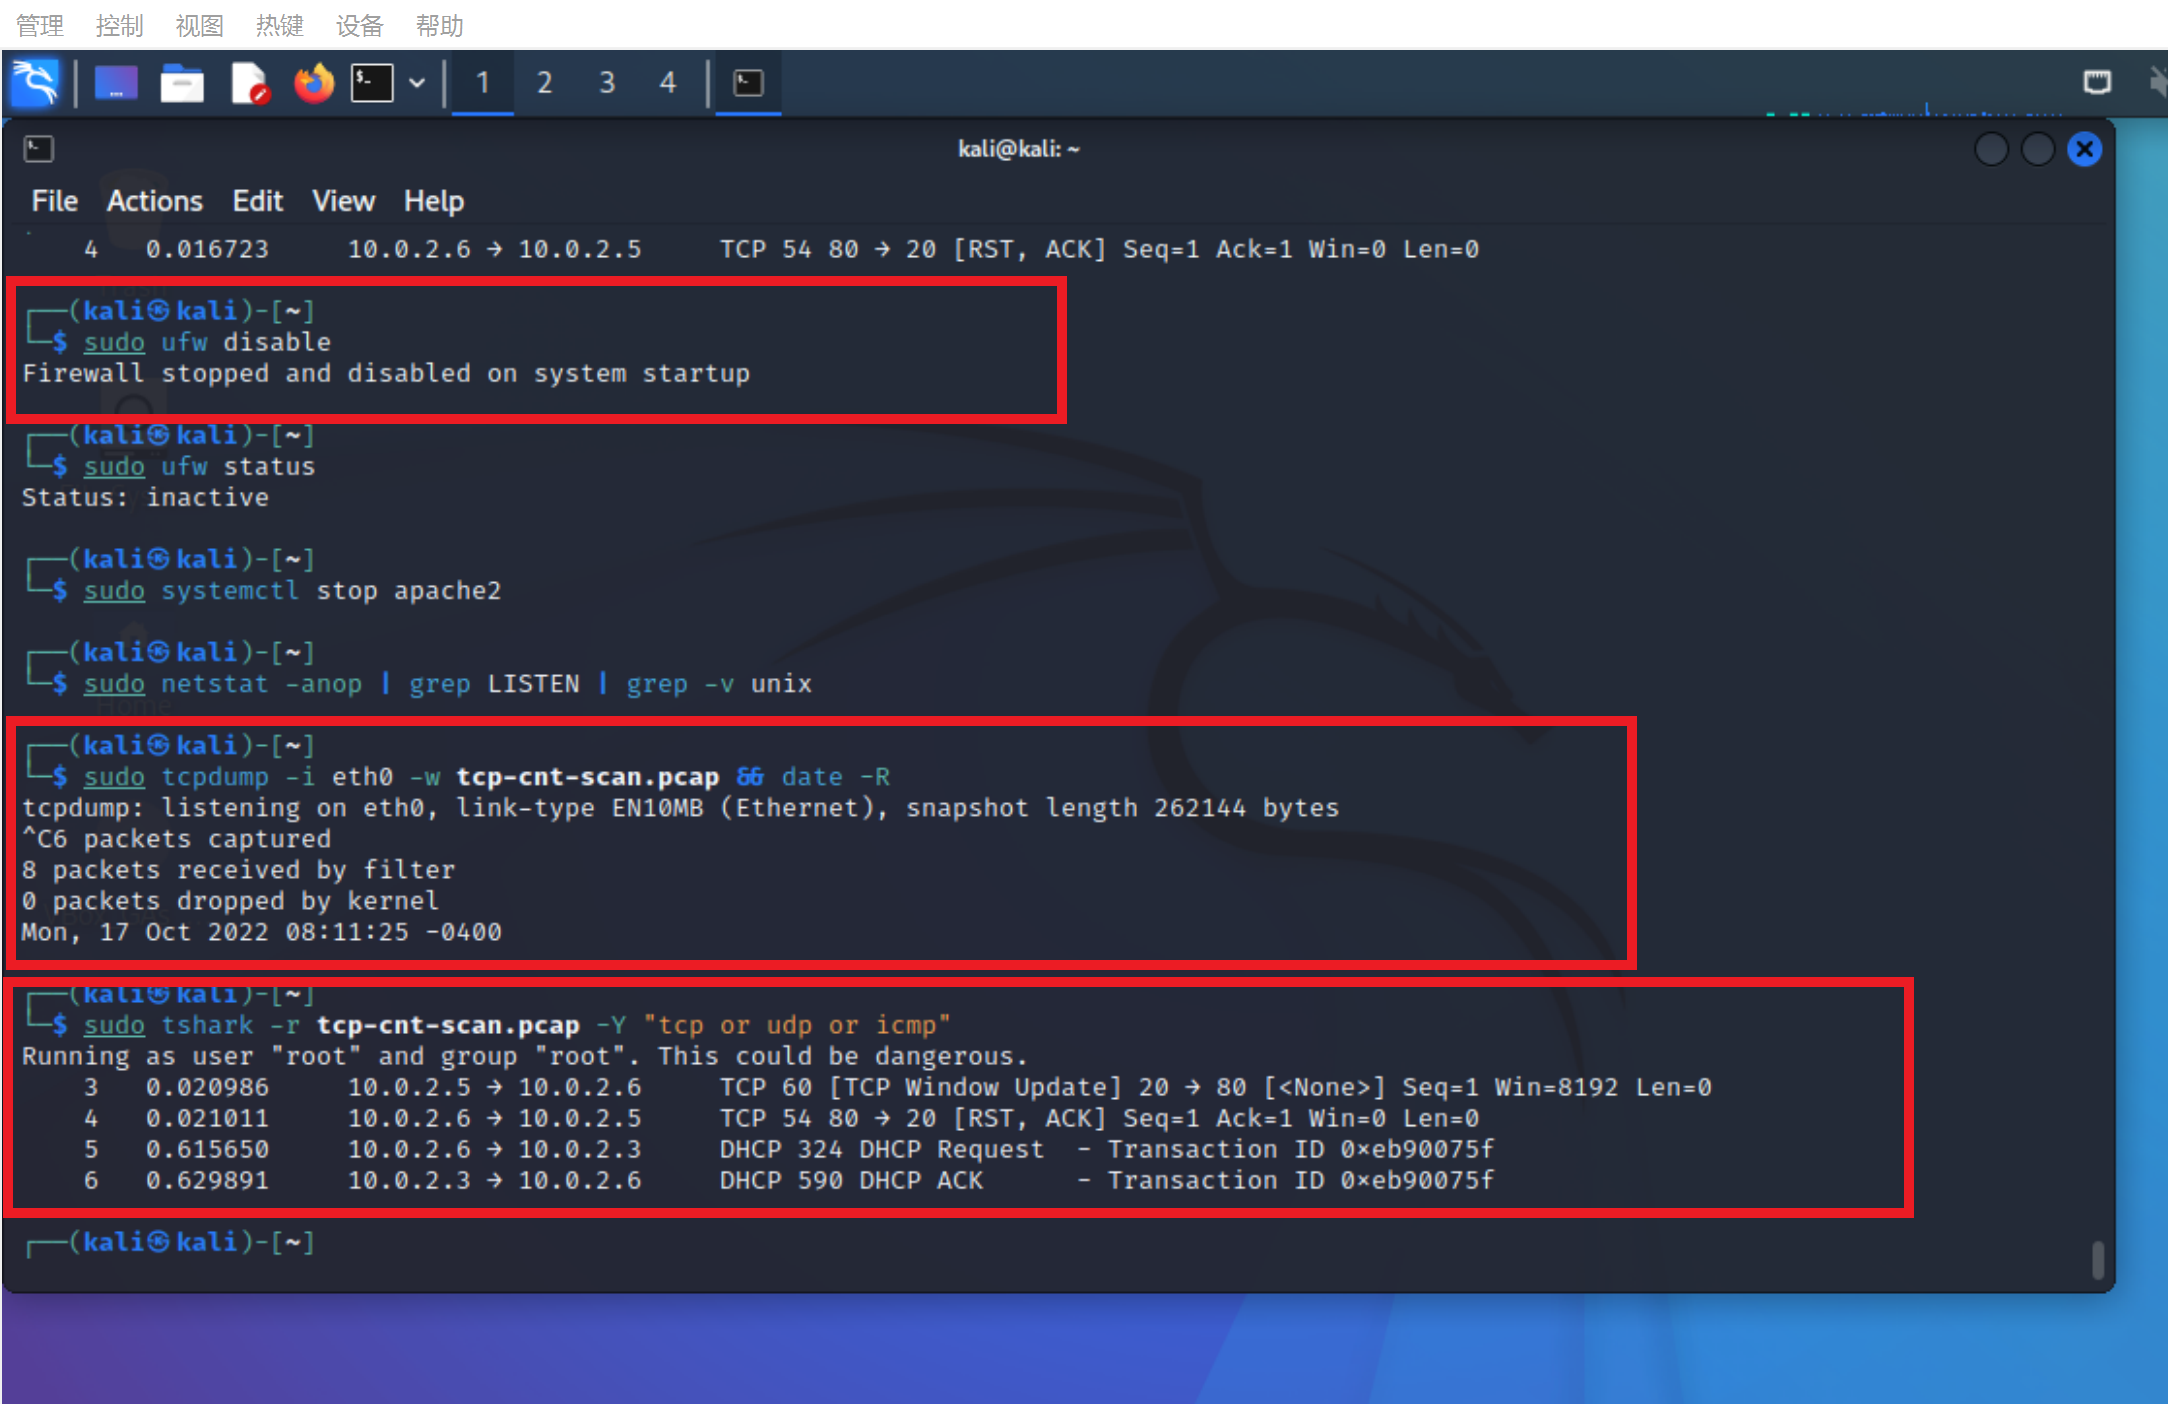 管理 控制 视图 热键 设备 帮助
1 2 3 4
kali@kali: ~
File Actions Edit View Help
4 0.016723 10.0.2.6 → 10.0.2.5 TCP 54 80 → 20 [RST, ACK] Seq=1 Ack=1 Win=0 Len=0
┌──(kali㉿kali)-[~]
└─$ sudo ufw disable
Firewall stopped and disabled on system startup
┌──(kali㉿kali)-[~]
└─$ sudo ufw status
Status: inactive
┌──(kali㉿kali)-[~]
└─$ sudo systemctl stop apache2
┌──(kali㉿kali)-[~]
└─$ sudo netstat -anop | grep LISTEN | grep -v unix
Home
┌──(kali㉿kali)-[~]
└─$ sudo tcpdump -i eth0 -w tcp-cnt-scan.pcap && date -R
tcpdump: listening on eth0, link-type EN10MB (Ethernet), snapshot length 262144 bytes
^C6 packets captured
8 packets received by filter
0 packets dropped by kernel
Mon, 17 Oct 2022 08:11:25 -0400
┌──(kali㉿kali)-[~]
└─$ sudo tshark -r tcp-cnt-scan.pcap -Y "tcp or udp or icmp"
Running as user "root" and group "root". This could be dangerous.
3 0.020986 10.0.2.5 → 10.0.2.6 TCP 60 [TCP Window Update] 20 → 80 [<None>] Seq=1 Win=8192 Len=0
4 0.021011 10.0.2.6 → 10.0.2.5 TCP 54 80 → 20 [RST, ACK] Seq=1 Ack=1 Win=0 Len=0
5 0.615650 10.0.2.6 → 10.0.2.3 DHCP 324 DHCP Request - Transaction ID 0×eb90075f
6 0.629891 10.0.2.3 → 10.0.2.6 DHCP 590 DHCP ACK - Transaction ID 0×eb90075f
┌──(kali㉿kali)-[~]